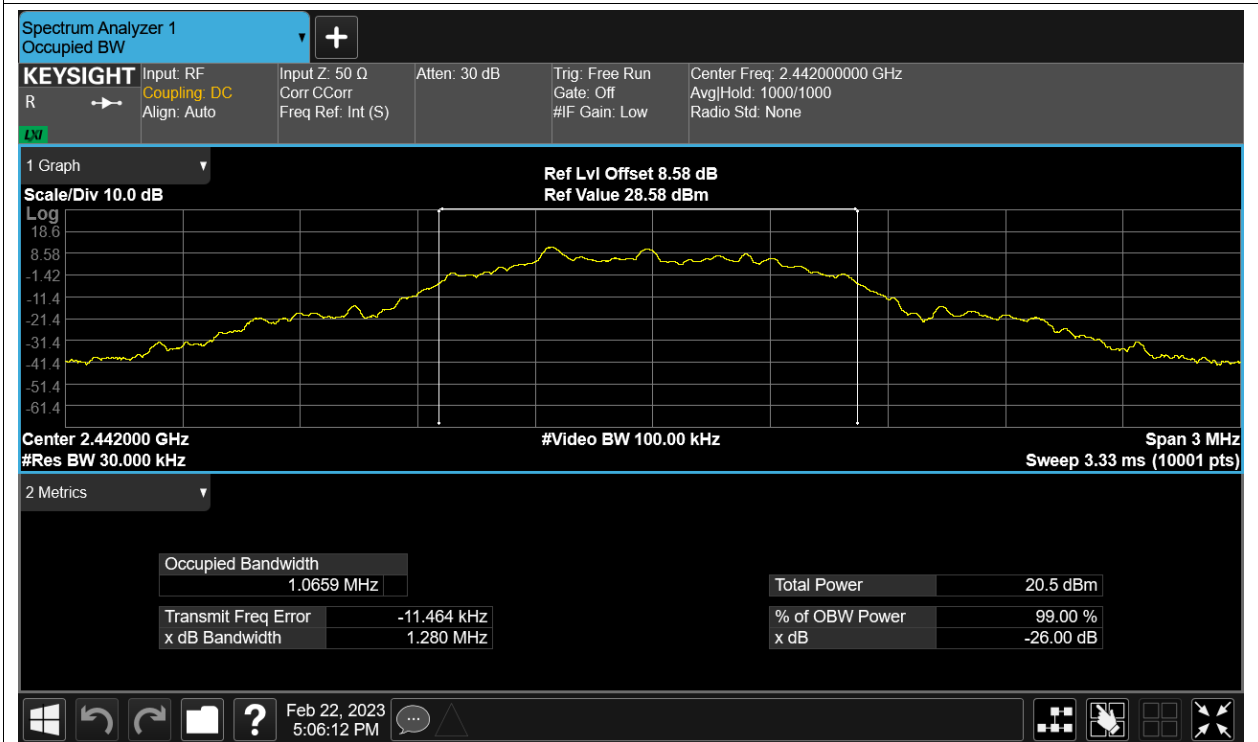 Spectrum Analyzer 1
Occupied BW
KEYSIGHT
R
LXI
Input: RF
Coupling: DC
Align: Auto
Input Z: 50 Ω
Corr CCorr
Freq Ref: Int (S)
Atten: 30 dB
Trig: Free Run
Gate: Off
#IF Gain: Low
Center Freq: 2.442000000 GHz
Avg|Hold: 1000/1000
Radio Std: None
1 Graph
Scale/Div 10.0 dB
Ref Lvl Offset 8.58 dB
Ref Value 28.58 dBm
Log
18.6
8.58
-1.42
-11.4
-21.4
-31.4
-41.4
-51.4
-61.4
Center 2.442000 GHz
#Video BW 100.00 kHz
Span 3 MHz
#Res BW 30.000 kHz
Sweep 3.33 ms (10001 pts)
2 Metrics
Occupied Bandwidth
1.0659 MHz
Total Power 20.5 dBm
Transmit Freq Error -11.464 kHz
% of OBW Power 99.00 %
x dB Bandwidth 1.280 MHz
x dB -26.00 dB
?
Feb 22, 2023
5:06:12 PM